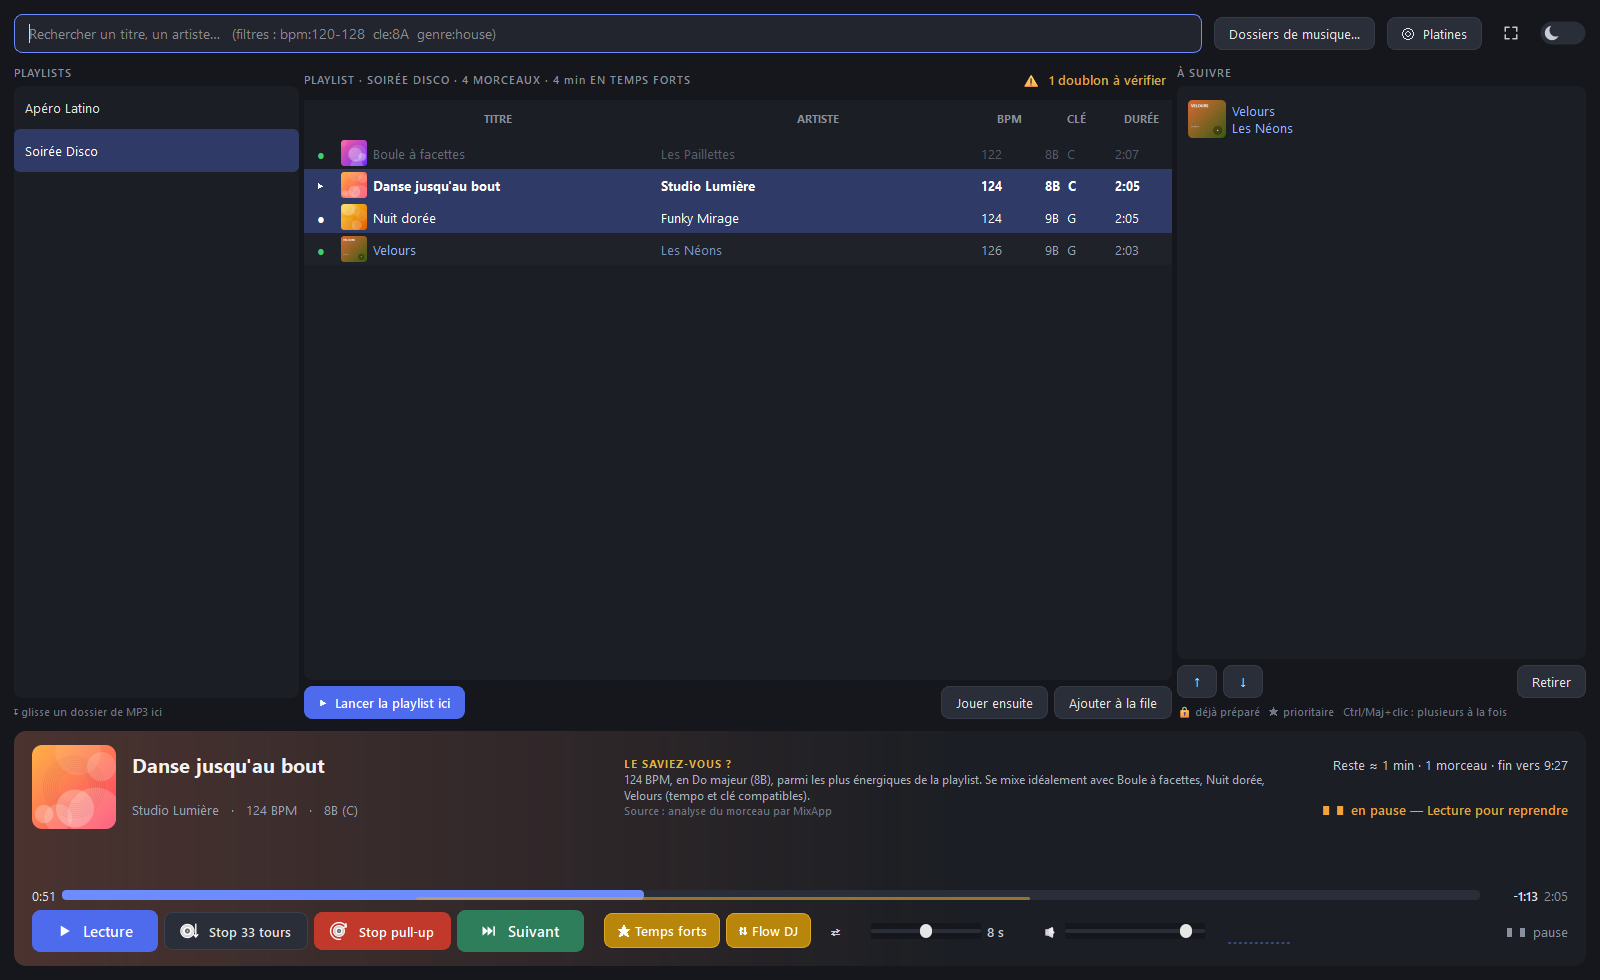 Rechercher un titre, un artiste... (filtres : bpm:120-128 cle:8A genre:house)
Dossiers de musique...
Platines
PLAYLISTS
Apéro Latino
Soirée Disco
glisse un dossier de MP3 ici
PLAYLIST · SOIRÉE DISCO · 4 MORCEAUX · 4 min EN TEMPS FORTS
1 doublon à vérifier
TITRE ARTISTE BPM CLÉ DURÉE
Boule à facettes Les Paillettes 122 8B C 2:07
Danse jusqu'au bout Studio Lumière 124 8B C 2:05
Nuit dorée Funky Mirage 124 9B G 2:05
VELOURS
Velours Les Néons 126 9B G 2:03
Lancer la playlist ici
Jouer ensuite
Ajouter à la file
À SUIVRE
VELOURS
Velours
Les Néons
↑ ↓
Retirer
déjà préparé ★ prioritaire Ctrl/Maj+clic : plusieurs à la fois
Danse jusqu'au bout
Studio Lumière · 124 BPM · 8B (C)
LE SAVIEZ-VOUS ?
124 BPM, en Do majeur (8B), parmi les plus énergiques de la playlist. Se mixe idéalement avec Boule à facettes, Nuit dorée,
Velours (tempo et clé compatibles).
Source : analyse du morceau par MixApp
Reste ≈ 1 min · 1 morceau · fin vers 9:27
en pause — Lecture pour reprendre
0:51
-1:13 2:05
Lecture
Stop 33 tours
Stop pull-up
Suivant
★ Temps forts
Flow DJ
8 s
pause